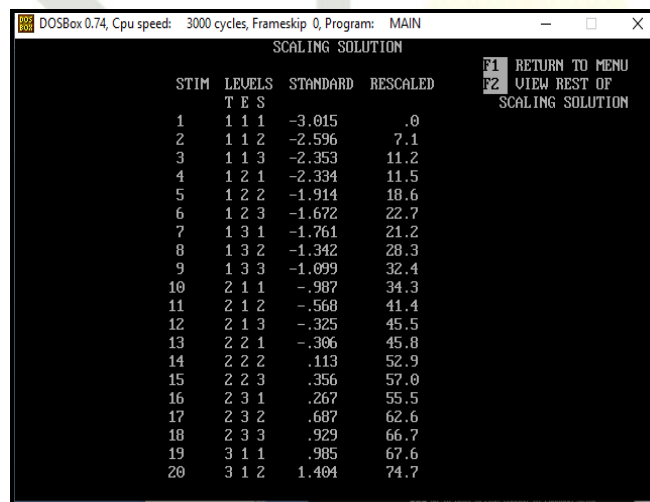 DOSBox 0.74, Cpu speed: 3000 cycles, Frameskip 0, Program: MAIN
SCALING SOLUTION
F1 RETURN TO MENU
F2 VIEW REST OF
SCALING SOLUTION
STIM LEVELS STANDARD RESCALED
T E S
1 1 1 1 -3.015 .0
2 1 1 2 -2.596 7.1
3 1 1 3 -2.353 11.2
4 1 2 1 -2.334 11.5
5 1 2 2 -1.914 18.6
6 1 2 3 -1.672 22.7
7 1 3 1 -1.761 21.2
8 1 3 2 -1.342 28.3
9 1 3 3 -1.099 32.4
10 2 1 1 -.987 34.3
11 2 1 2 -.568 41.4
12 2 1 3 -.325 45.5
13 2 2 1 -.306 45.8
14 2 2 2 .113 52.9
15 2 2 3 .356 57.0
16 2 3 1 .267 55.5
17 2 3 2 .687 62.6
18 2 3 3 .929 66.7
19 3 1 1 .985 67.6
20 3 1 2 1.404 74.7